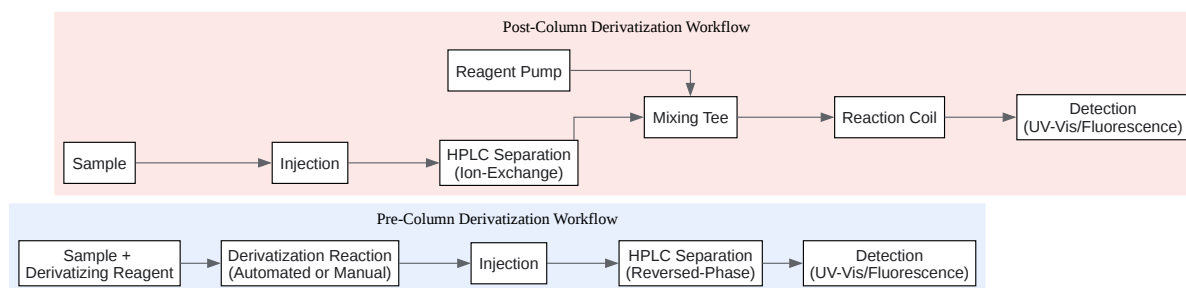 Post-Column Derivatization Workflow
Reagent Pump
Mixing Tee
Reaction Coil
Detection
(UV-Vis/Fluorescence)
Sample
Injection
HPLC Separation
(Ion-Exchange)
Pre-Column Derivatization Workflow
Sample +
Derivatizing Reagent
Derivatization Reaction
(Automated or Manual)
Injection
HPLC Separation
(Reversed-Phase)
Detection
(UV-Vis/Fluorescence)